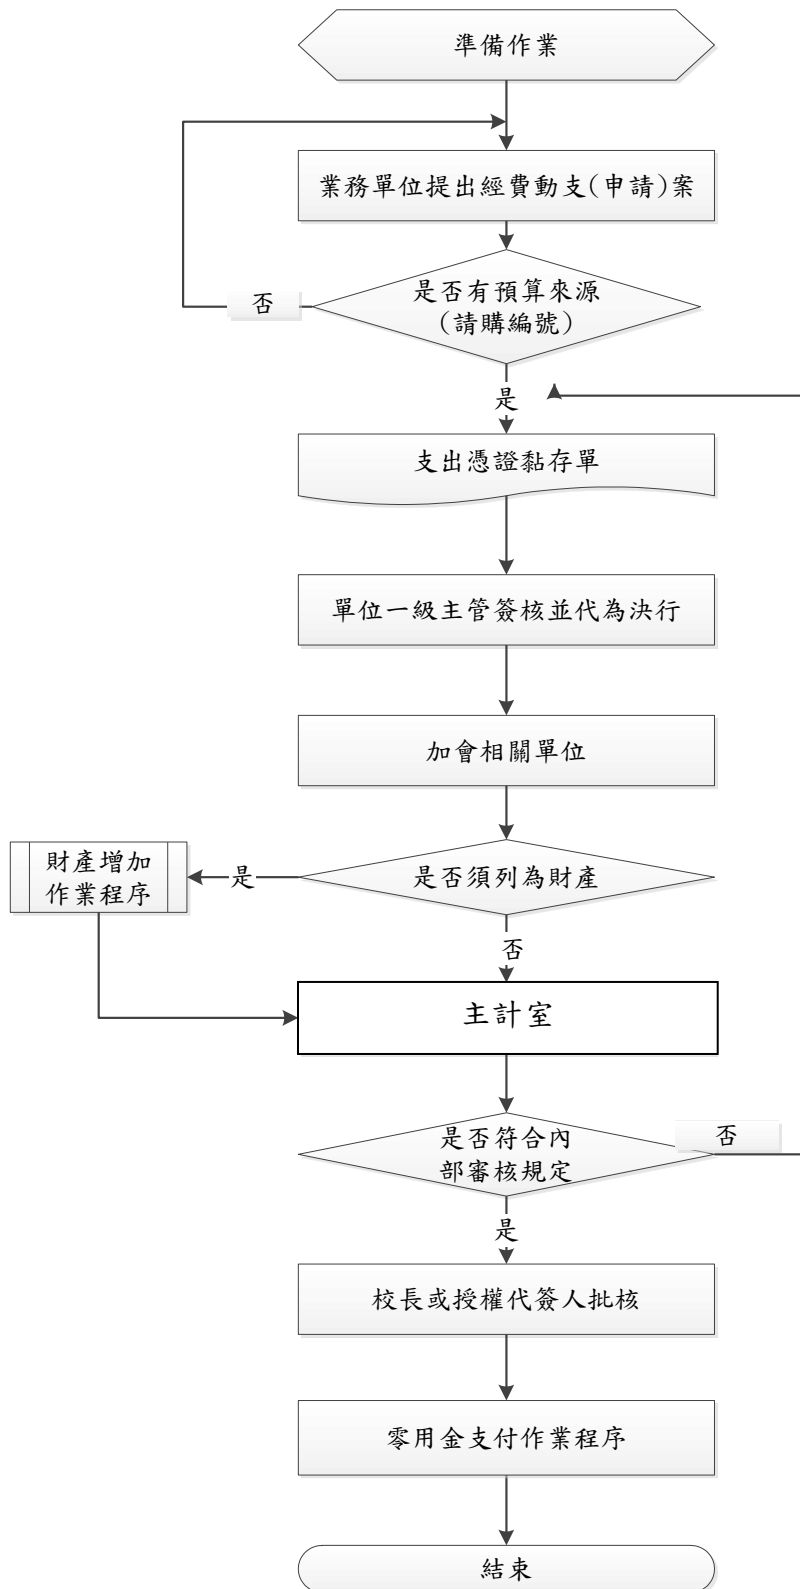 準備作業
業務單位提出經費動支(申請)案
是否有預算來源
(請購編號)
否
是
支出憑證黏存單
單位一級主管簽核並代為決行
加會相關單位
財產增加
作業程序
是
是否須列為財產
否
主計室
是否符合內
部審核規定
否
是
校長或授權代簽人批核
零用金支付作業程序
結束